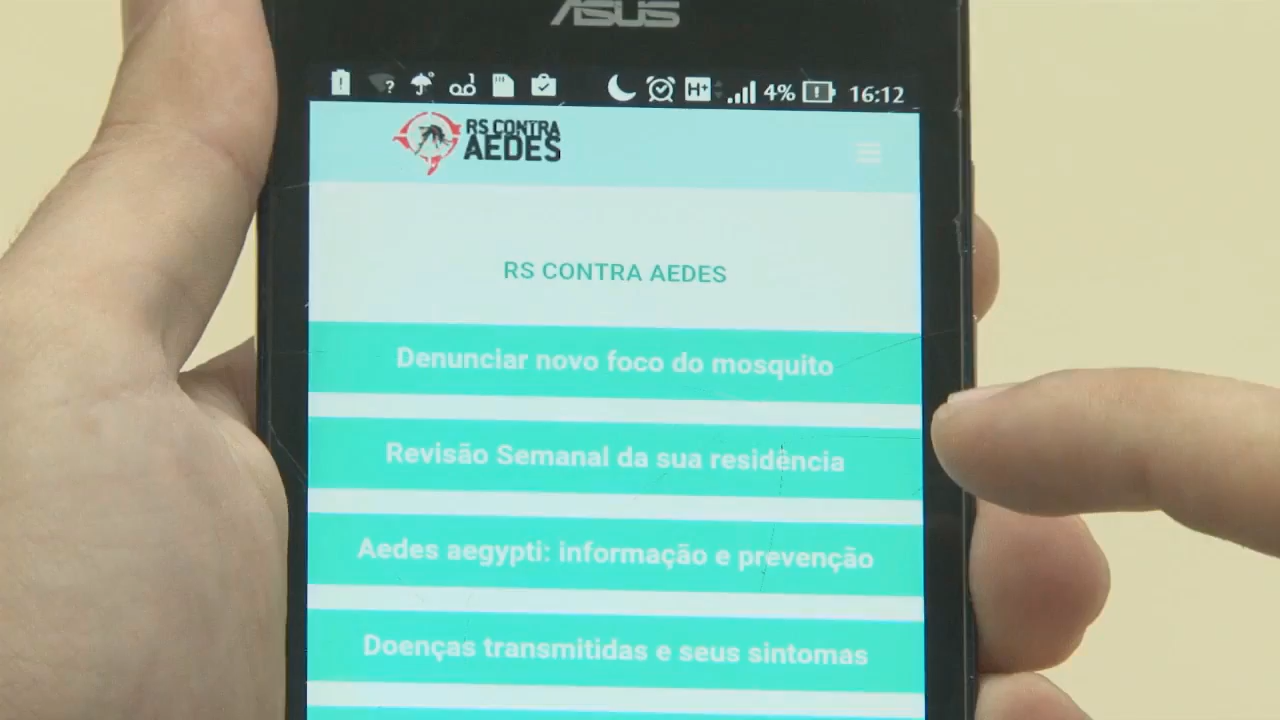 ASUS
? H+ 4% 16:12
RS CONTRA
AEDES
RS CONTRA AEDES
Denunciar novo foco do mosquito
Revisão Semanal da sua residência
Aedes aegypti: informação e prevenção
Doenças transmitidas e seus sintomas